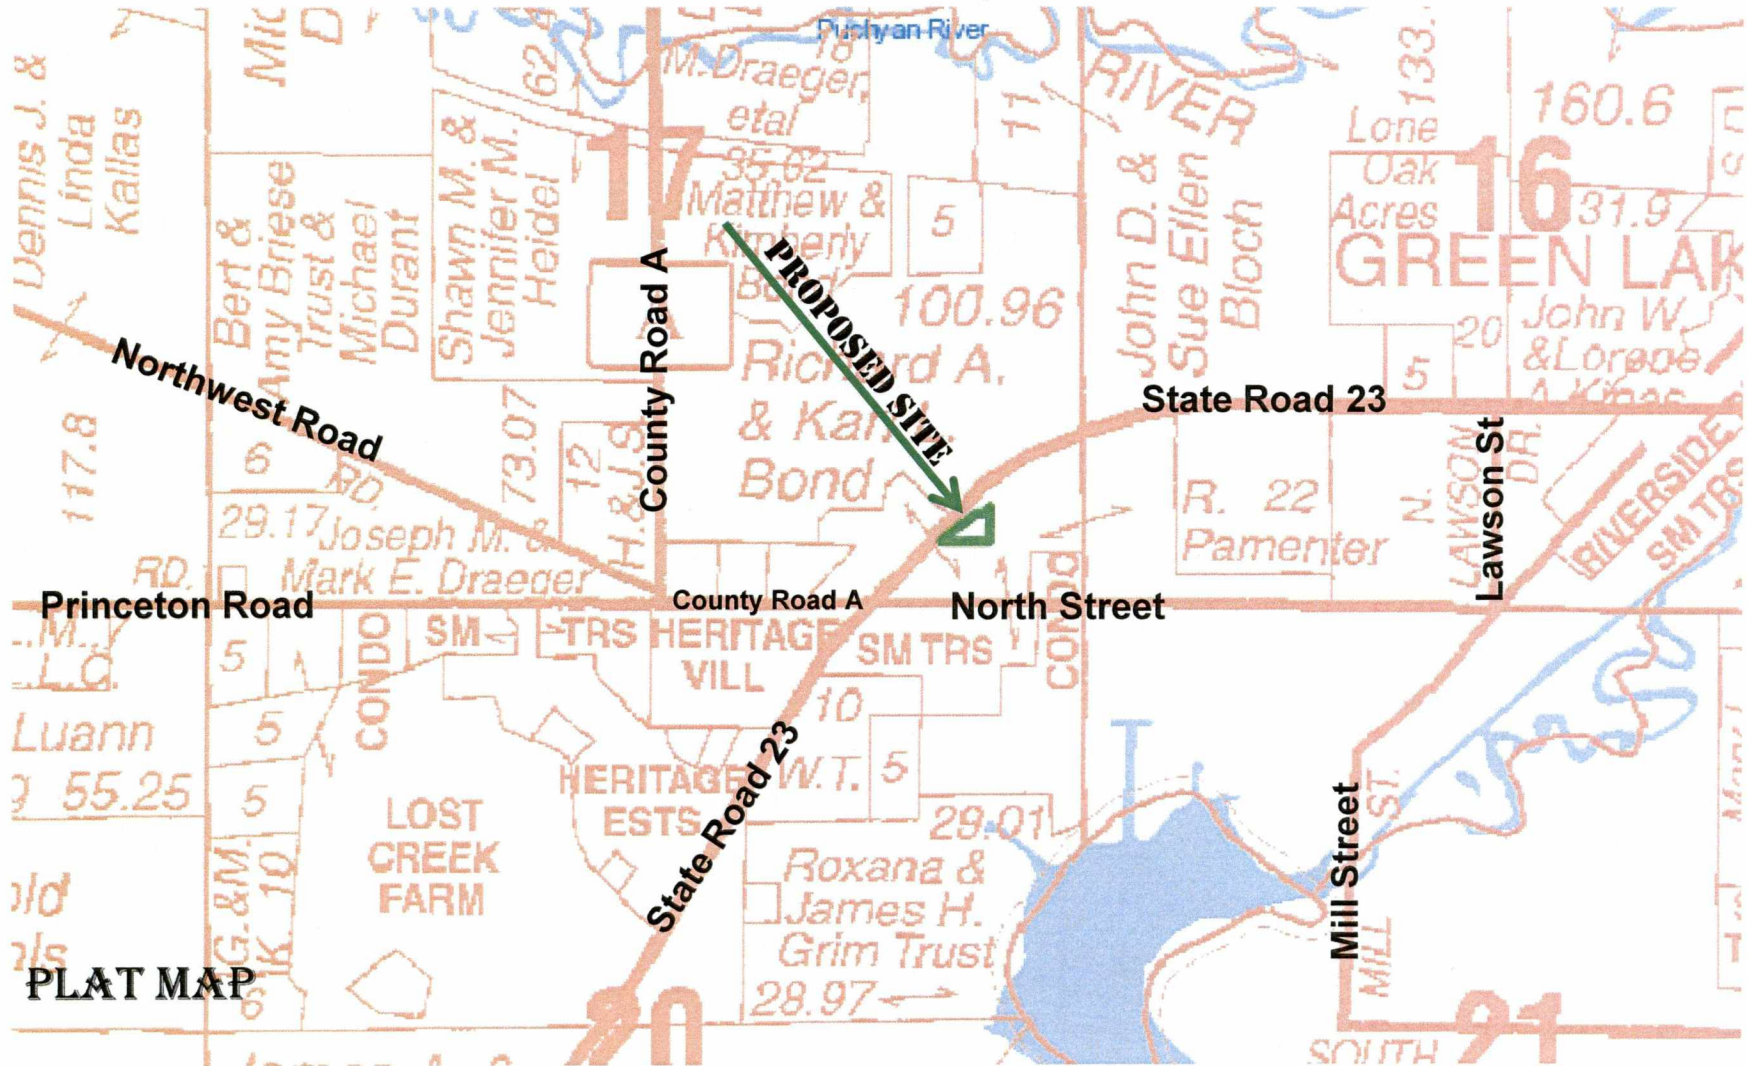 Puchyan River
Dennis J. &
Linda
Kallas
62
18
M. Draeger,
etal
35.02
11
RIVER
133.
160.6
Lone
Oak
Acres
17
16
31.9
Matthew &
Kimberly
5
Bert &
Amy Briese
Trust &
Michael
Durant
Shawn M. &
Jennifer M.
Heidel
John D. &
Sue Ellen
Bloch
GREEN LAK
100.96
PROPOSED SITE
County Road A
A
Richard A.
&
Bond
John W.
20
5
Northwest Road
State Road 23
117.8
6
RD.
73.07
12
H.&J.S.
29.17
Joseph M. &
Mark E. Draeger
R. 22
Pamenter
N.
LAWSON
DR.
Lawson St
RIVERSIDE
SM TRS
RD.
Princeton Road
County Road A
North Street
CONDO
..M.,
L.C.
5
CONDO
SM
TRS
HERITAGE
VILL
SM TRS
10
Luann
55.25
5
5
W.T.
5
HERITAGE
ESTS
State Road 23
LOST
CREEK
FARM
29.01
Roxana &
James H.
Grim Trust
28.97
G.&M.
10
Mill Street
MILL
ST.
PLAT MAP
20
21
SOUTH